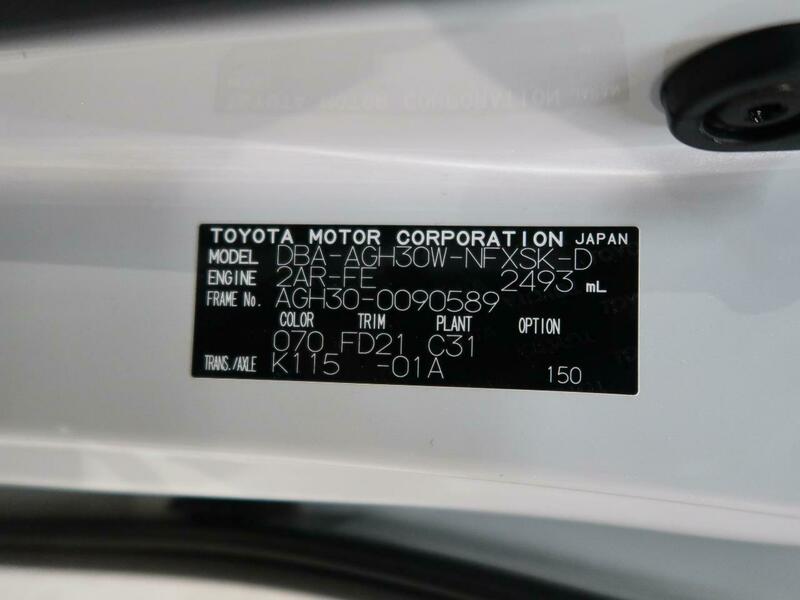 TOYOTA MOTOR CORPORATION JAPAN
MODEL DBA-AGH30W-NFXSK-D
ENGINE 2AR-FE 2493 mL
FRAME No. AGH30-0090589
COLOR TRIM PLANT OPTION
070 FD21 C31
TRANS./AXLE K115 -01A 150